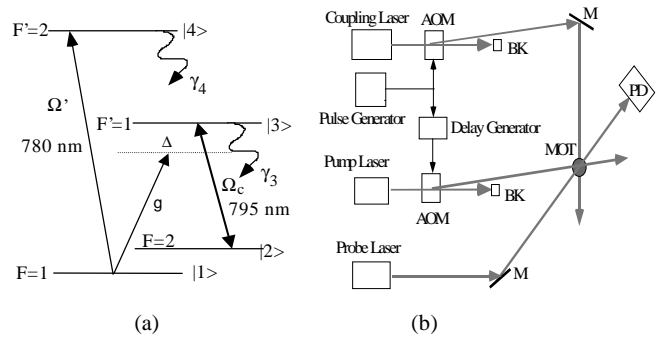 F'=2
|4>
γ4
Ω'
780 nm
F'=1
|3>
Δ
γ3
Ωc
795 nm
g
F=2
|2>
F=1
|1>
(a)
(b)
Coupling Laser
AOM
M
BK
PD
Pulse Generator
Delay Generator
MOT
Pump Laser
BK
AOM
Probe Laser
M